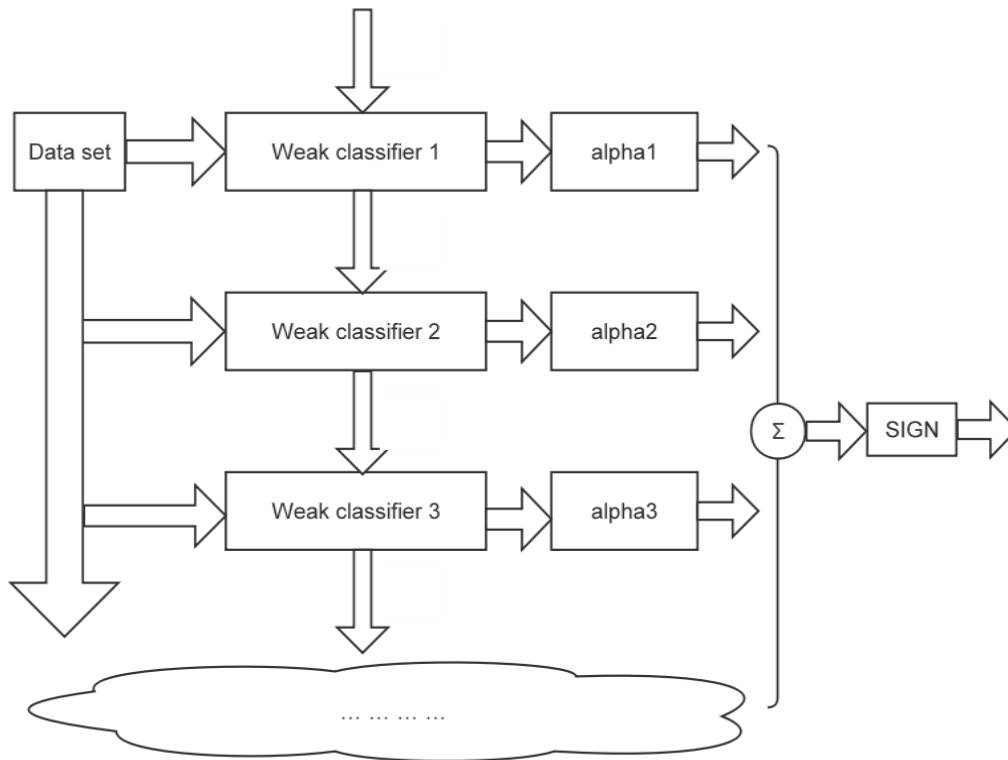 Data set
Weak classifier 1
alpha1
Weak classifier 2
alpha2
Σ
SIGN
Weak classifier 3
alpha3
... ... ... ...